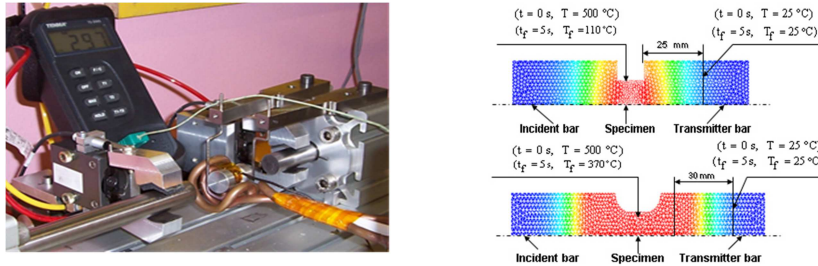 TENMA
297
(t = 0 s, T = 500 °C)
(t = 0 s, T = 25 °C)
(tf = 5s, Tf = 110°C)
(tf = 5s, Tf = 25 °C)
25 mm
Incident bar Specimen Transmitter bar
(t = 0 s, T = 500 °C)
(t = 0 s, T = 25 °C)
(tf = 5s, Tf = 370°C)
(tf = 5s, Tf = 25 °C)
30 mm
Incident bar Specimen Transmitter bar